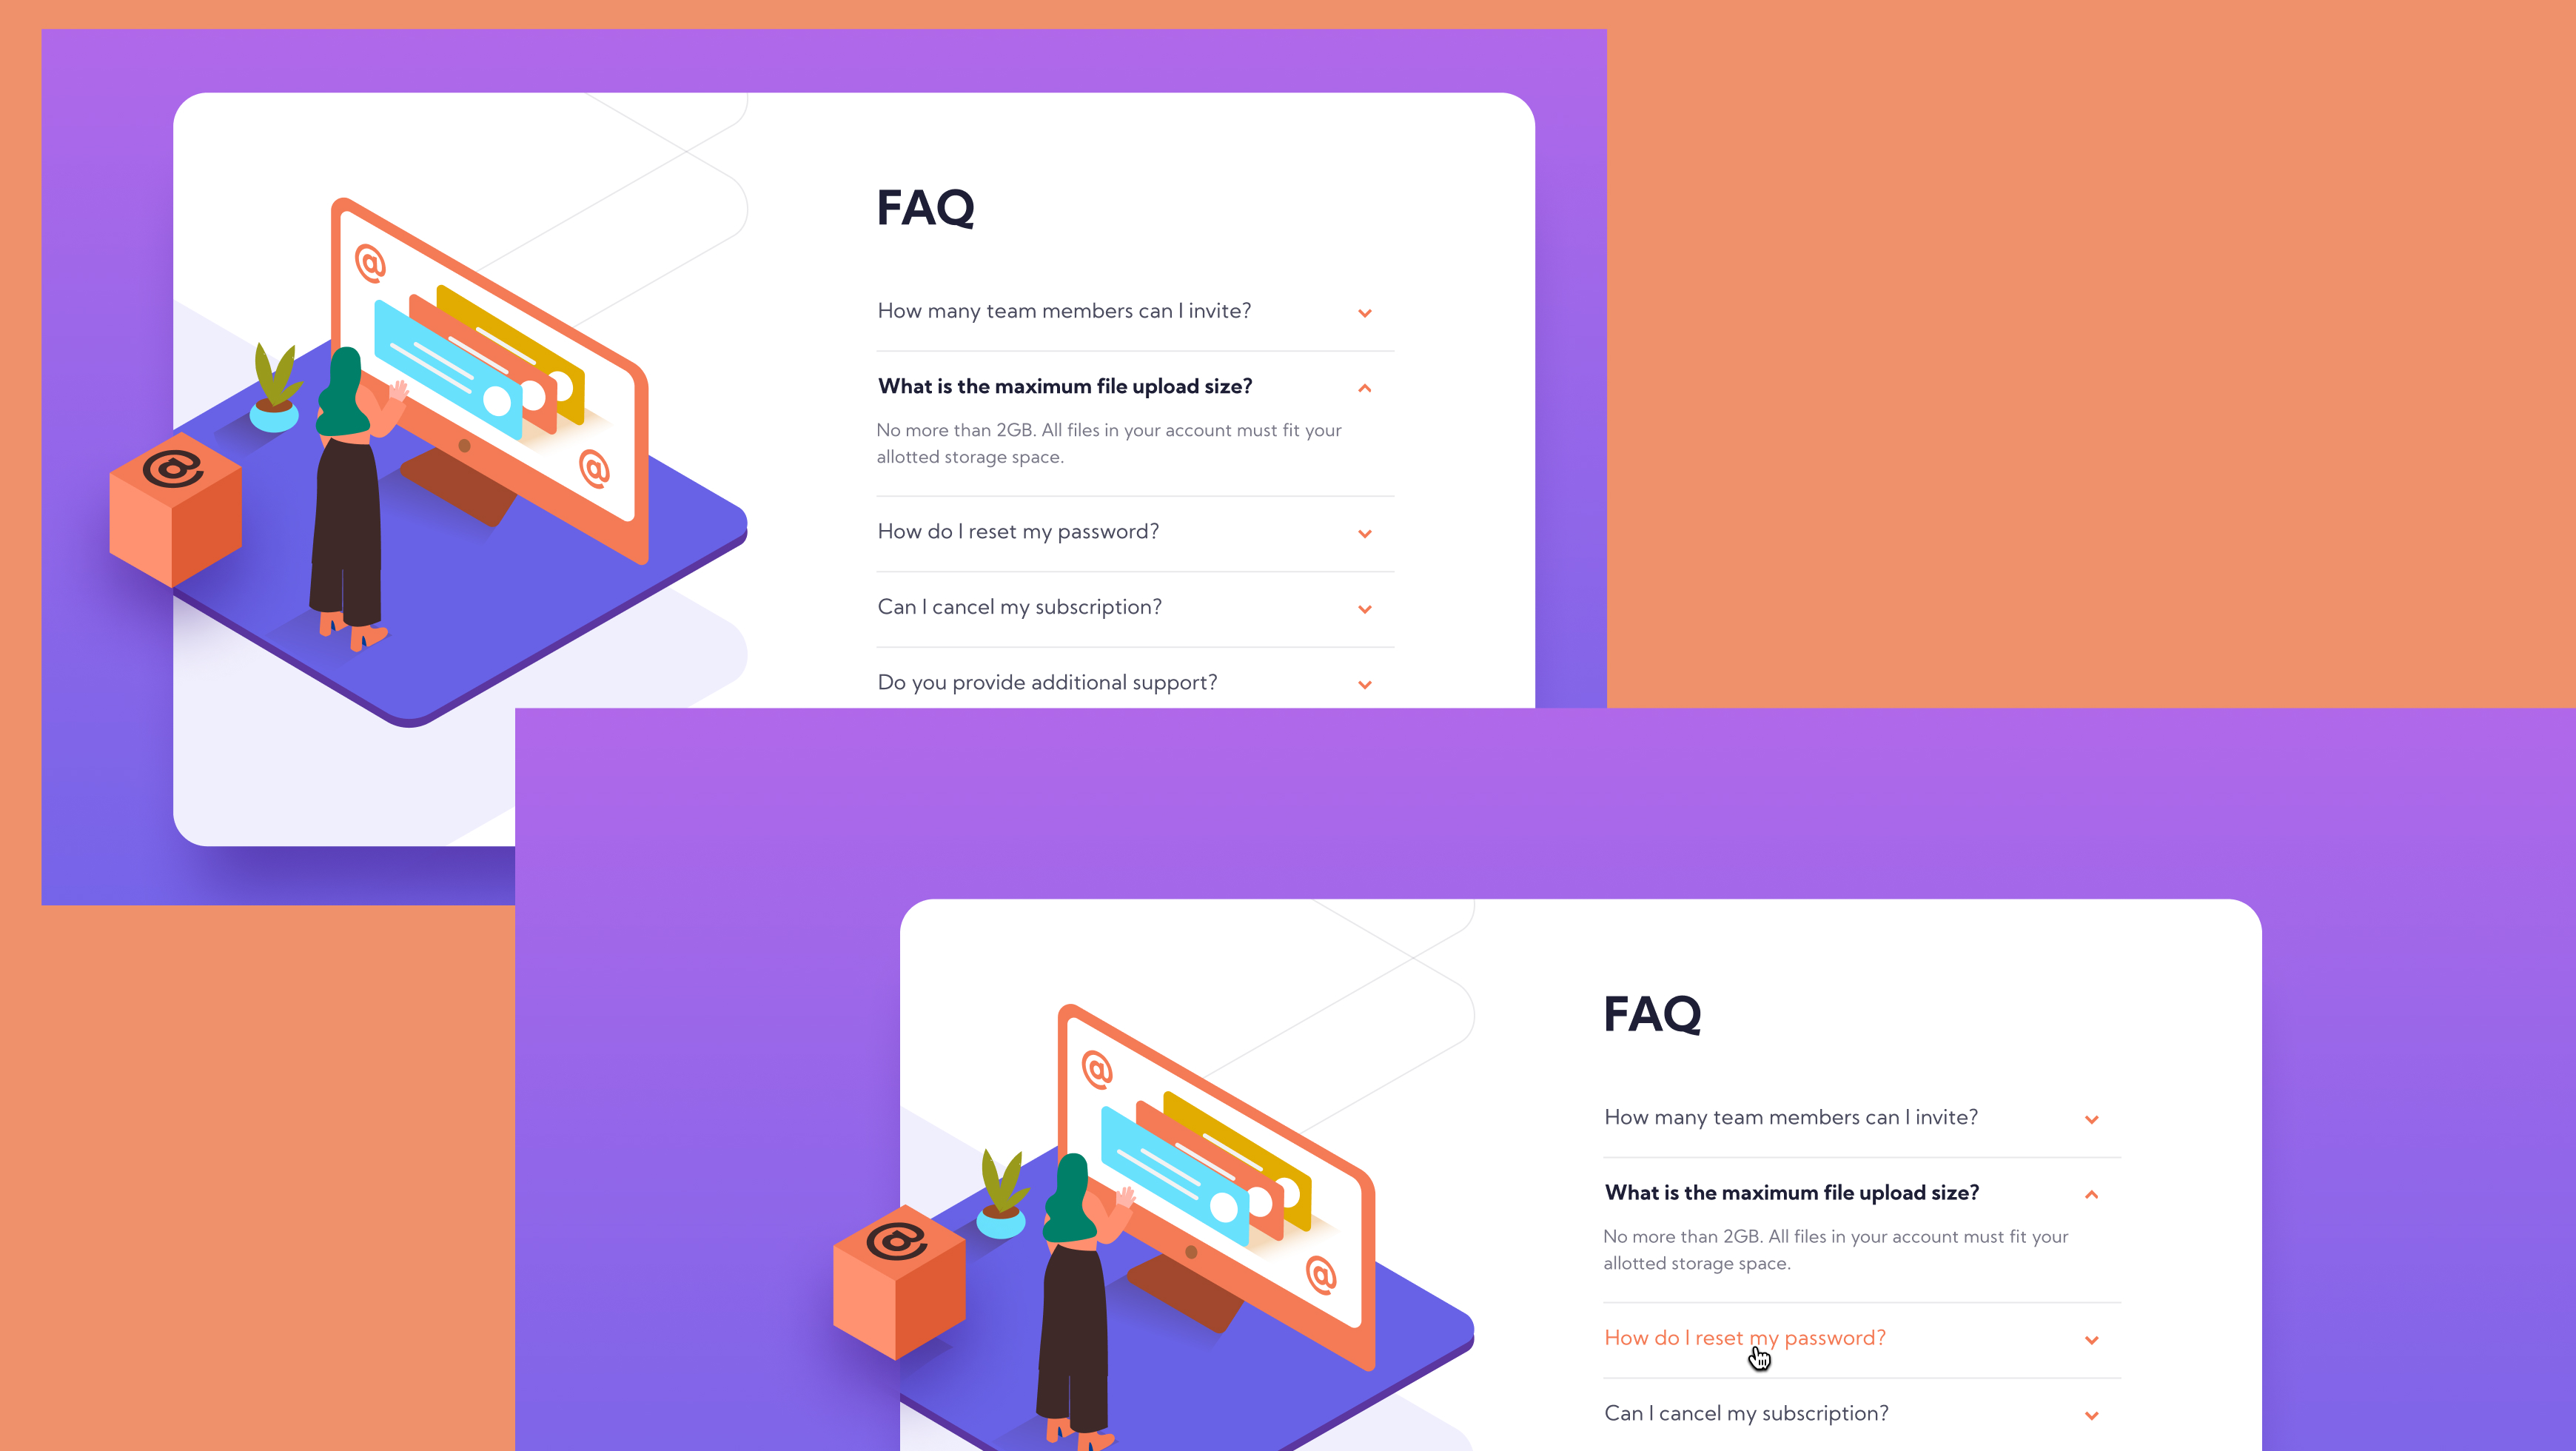 FAQ
How many team members can I invite?
What is the maximum file upload size?
No more than 2GB. All files in your account must fit your
allotted storage space.
How do I reset my password?
Can I cancel my subscription?
Do you provide additional support?
@
@
@
FAQ
How many team members can I invite?
What is the maximum file upload size?
No more than 2GB. All files in your account must fit your
allotted storage space.
How do I reset my password?
Can I cancel my subscription?
@
@
@